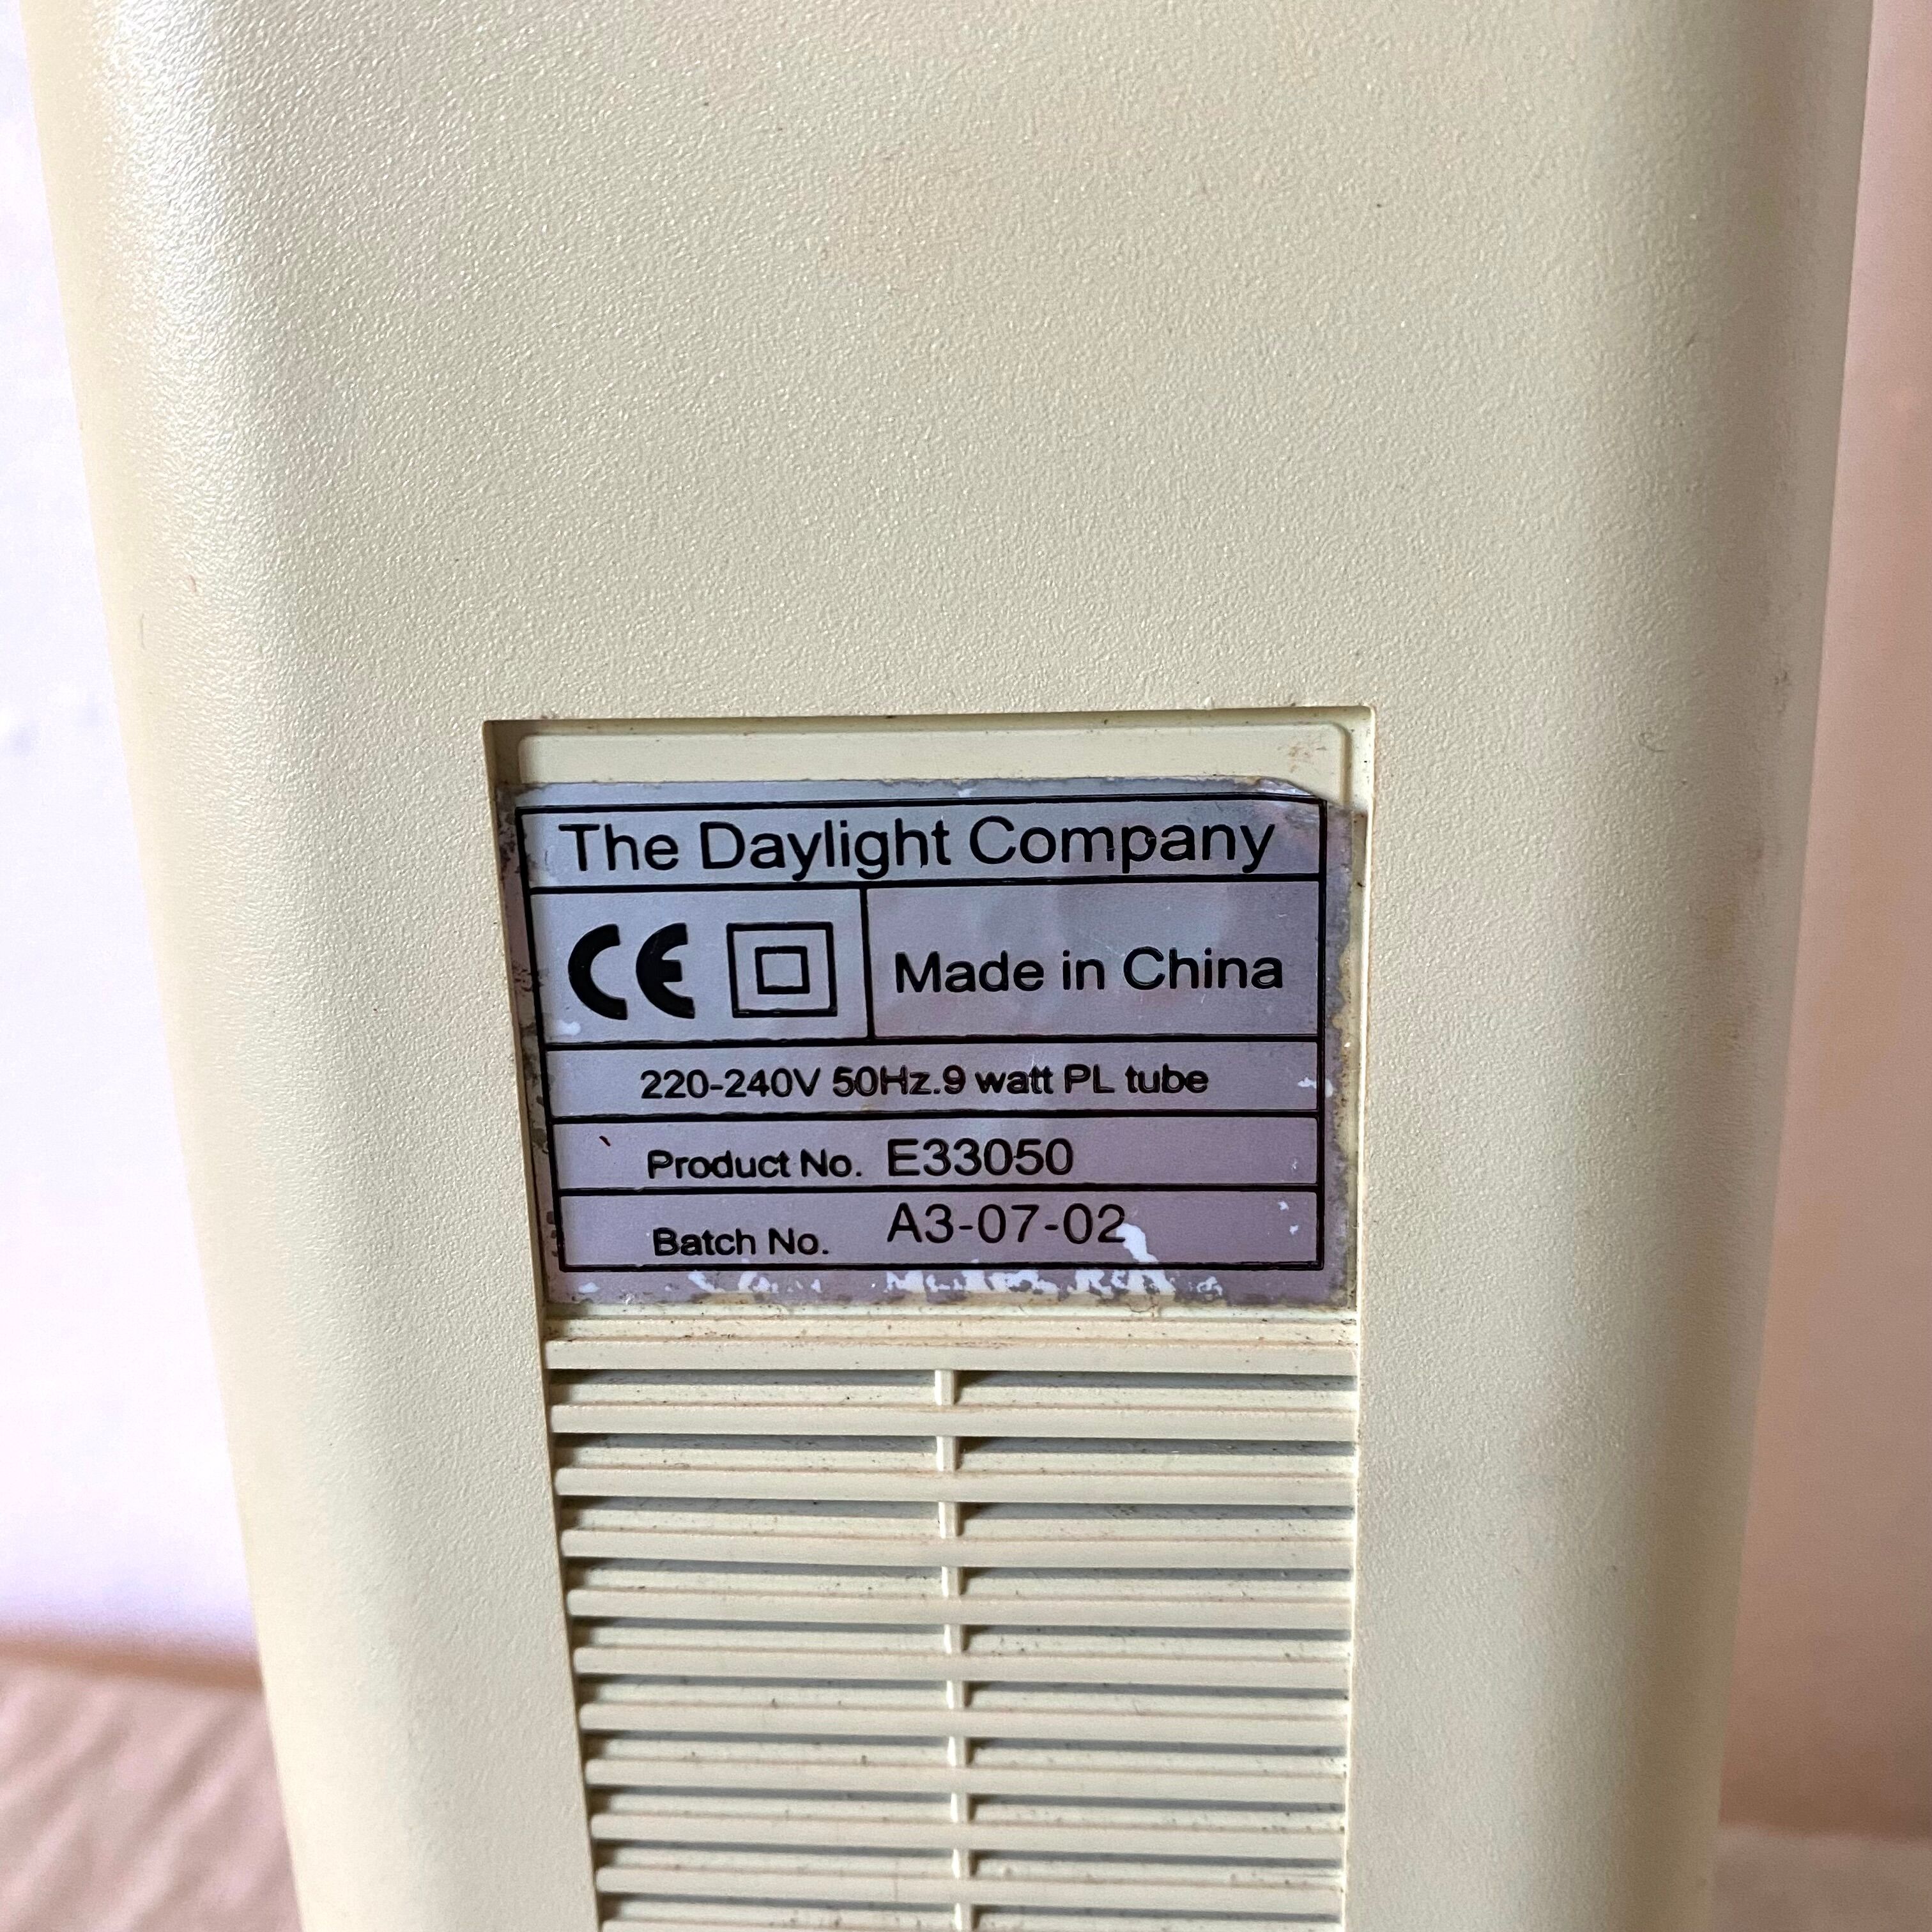 The Daylight Company
CE
Made in China
220-240V 50Hz.9 watt PL tube
Product No. E33050
Batch No. A3-07-02